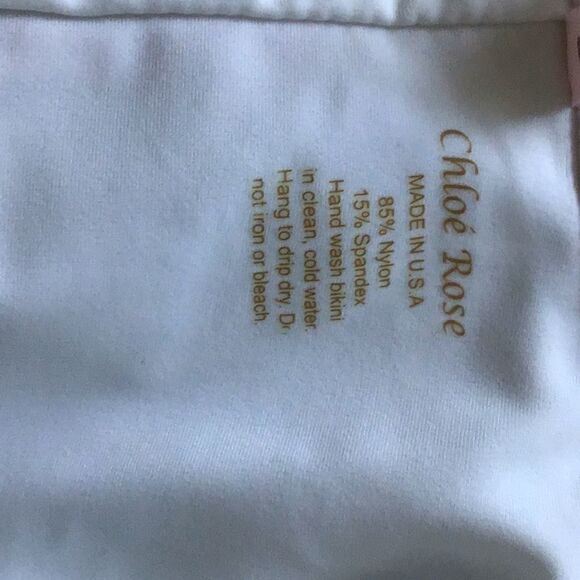 Chloé Rose
MADE IN U.S.A
85% Nylon
15% Spandex
Hand wash bikini
in clean, cold water.
Hang to drip dry.
not iron or bleach.